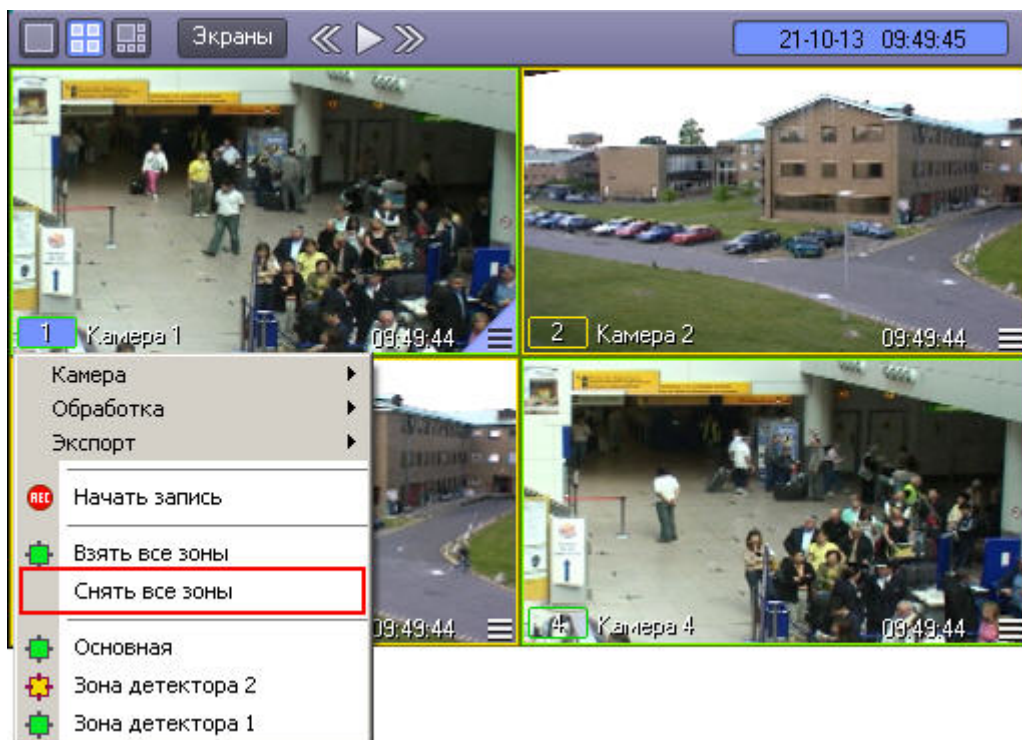 Экраны
21-10-13 09:49:45
1 Камера 1 09:49:44
2 Камера 2 09:49:44
Камера
Обработка
Экспорт
REC Начать запись
Взять все зоны
Снять все зоны
Основная
Зона детектора 2
Зона детектора 1
09:49:44
4 Камера 4 09:49:44